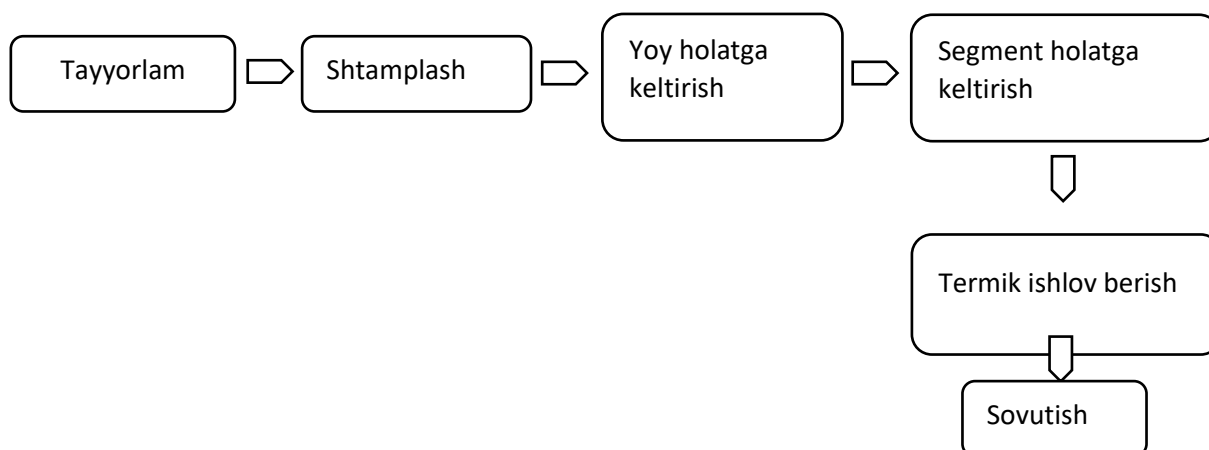 Tayyorlam
Shtamplash
Yoy holatga
keltirish
Segment holatga
keltirish
Termik ishlov berish
Sovutish